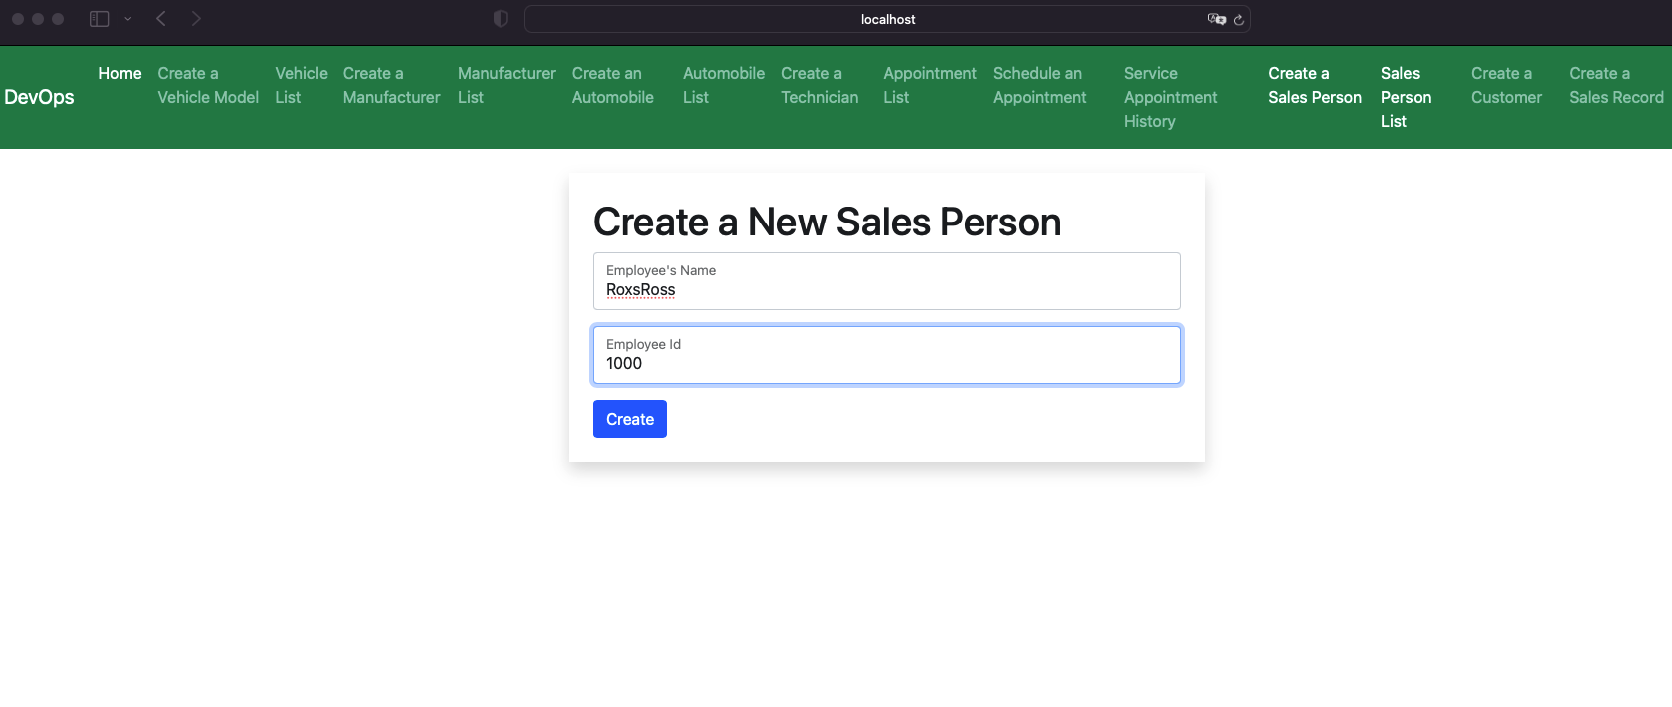 localhost
DevOps
Home
Create a
Vehicle Model
Vehicle
List
Create a
Manufacturer
Manufacturer
List
Create an
Automobile
Automobile
List
Create a
Technician
Appointment
List
Schedule an
Appointment
Service
Appointment
History
Create a
Sales Person
Sales
Person
List
Create a
Customer
Create a
Sales Record
Create a New Sales Person
Employee's Name
RoxsRoss
Employee Id
1000
Create